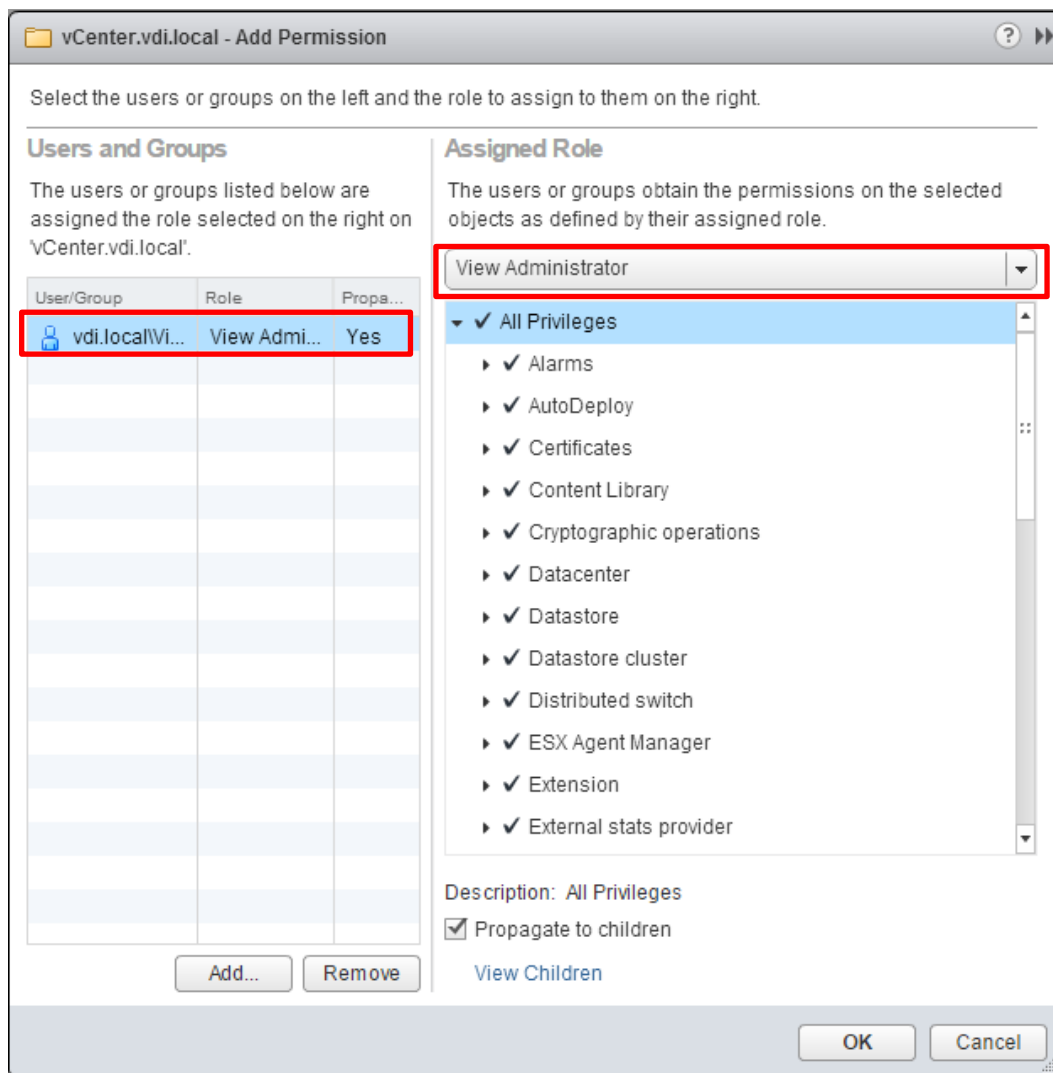 vCenter.vdi.local - Add Permission
Select the users or groups on the left and the role to assign to them on the right.
Users and Groups
The users or groups listed below are
assigned the role selected on the right on
'vCenter.vdi.local'.
User/Group Role Propa...
vdi.local\Vi... View Admi... Yes
Add... Remove
Assigned Role
The users or groups obtain the permissions on the selected
objects as defined by their assigned role.
View Administrator
All Privileges
Alarms
AutoDeploy
Certificates
Content Library
Cryptographic operations
Datacenter
Datastore
Datastore cluster
Distributed switch
ESX Agent Manager
Extension
External stats provider
Description: All Privileges
Propagate to children
View Children
OK Cancel